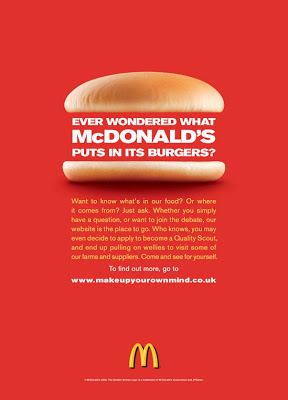 EVER WONDERED WHAT
McDONALD'S
PUTS IN ITS BURGERS?
Want to know what's in our food? Or where
it comes from? Just ask. Whether you simply
have a question, or want to join the debate, our
website is the place to go. Who knows, you may
even decide to apply to become a Quality Scout,
and end up pulling on wellies to visit some of
our farms and suppliers. Come and see for yourself.
To find out more, go to
www.makeupyourownmind.co.uk